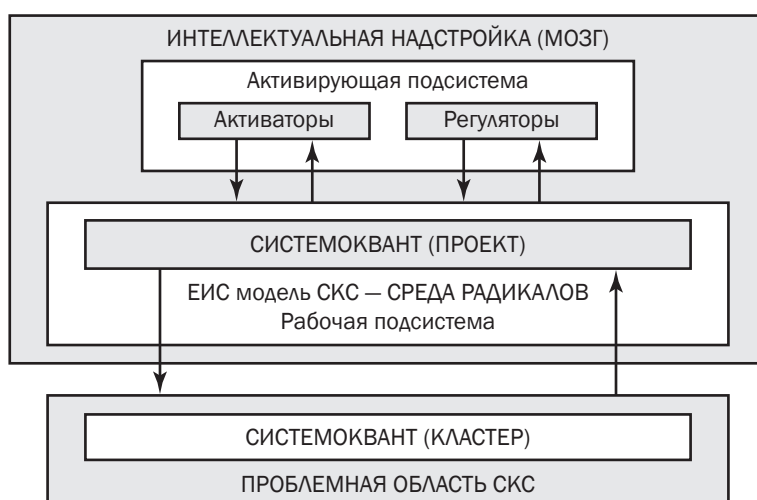 ИНТЕЛЛЕКТУАЛЬНАЯ НАДСТРОЙКА (МОЗГ)
Активирующая подсистема
Активаторы
Регуляторы
СИСТЕМОКВАНТ (ПРОЕКТ)
ЕИС модель СКС — СРЕДА РАДИКАЛОВ
Рабочая подсистема
СИСТЕМОКВАНТ (КЛАСТЕР)
ПРОБЛЕМНАЯ ОБЛАСТЬ СКС